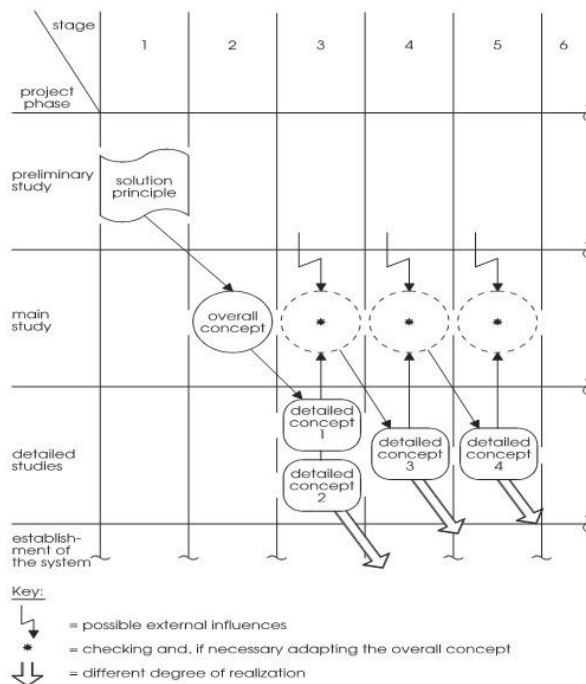 stage
1
2
3
4
5
6
project
phase
preliminary
study
solution
principle
main
study
overall
concept
*
*
*
detailed
studies
detailed
concept
1
detailed
concept
2
detailed
concept
3
detailed
concept
4
establish-
ment of
the system
Key:
= possible external influences
* = checking and, if necessary adapting the overall concept
= different degree of realization